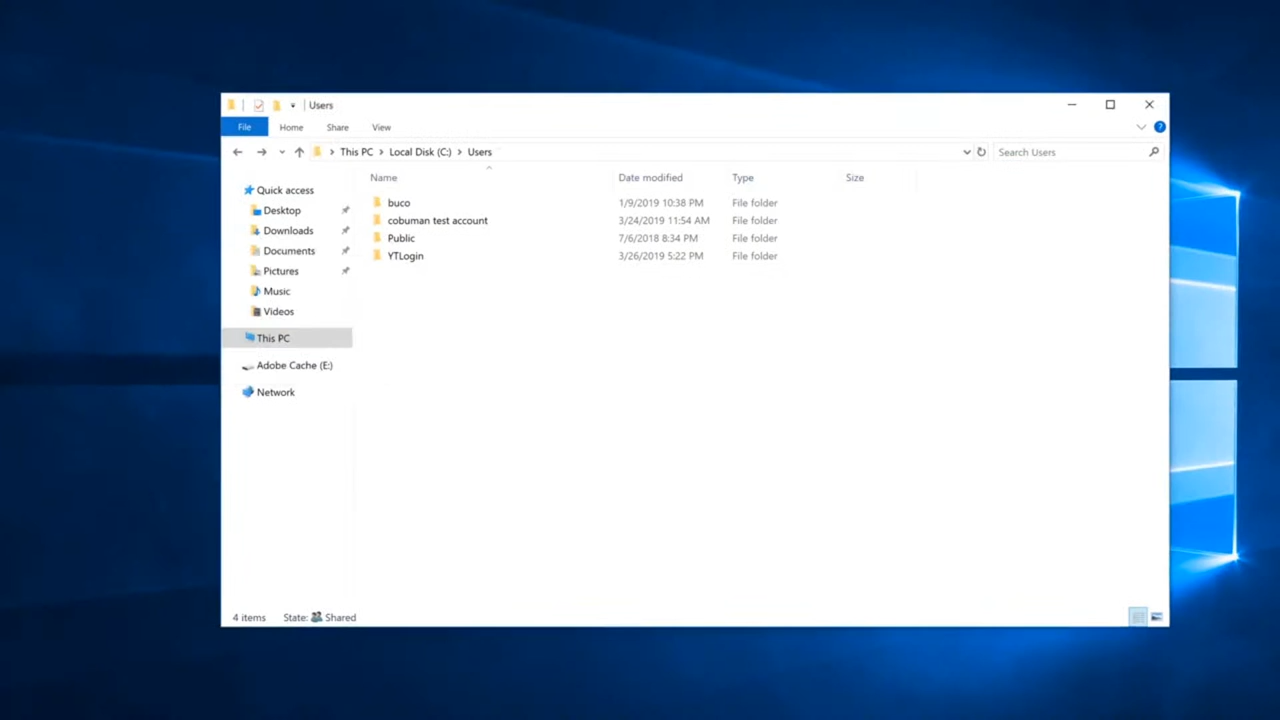 Users
File Home Share View
This PC Local Disk (C:) Users Search Users
Name Date modified Type Size
Quick access
Desktop
Downloads
Documents
Pictures
Music
Videos
This PC
Adobe Cache (E:)
Network
buco 1/9/2019 10:38 PM File folder
cobuman test account 3/24/2019 11:54 AM File folder
Public 7/6/2018 8:34 PM File folder
YTLogin 3/26/2019 5:22 PM File folder
4 items State: Shared